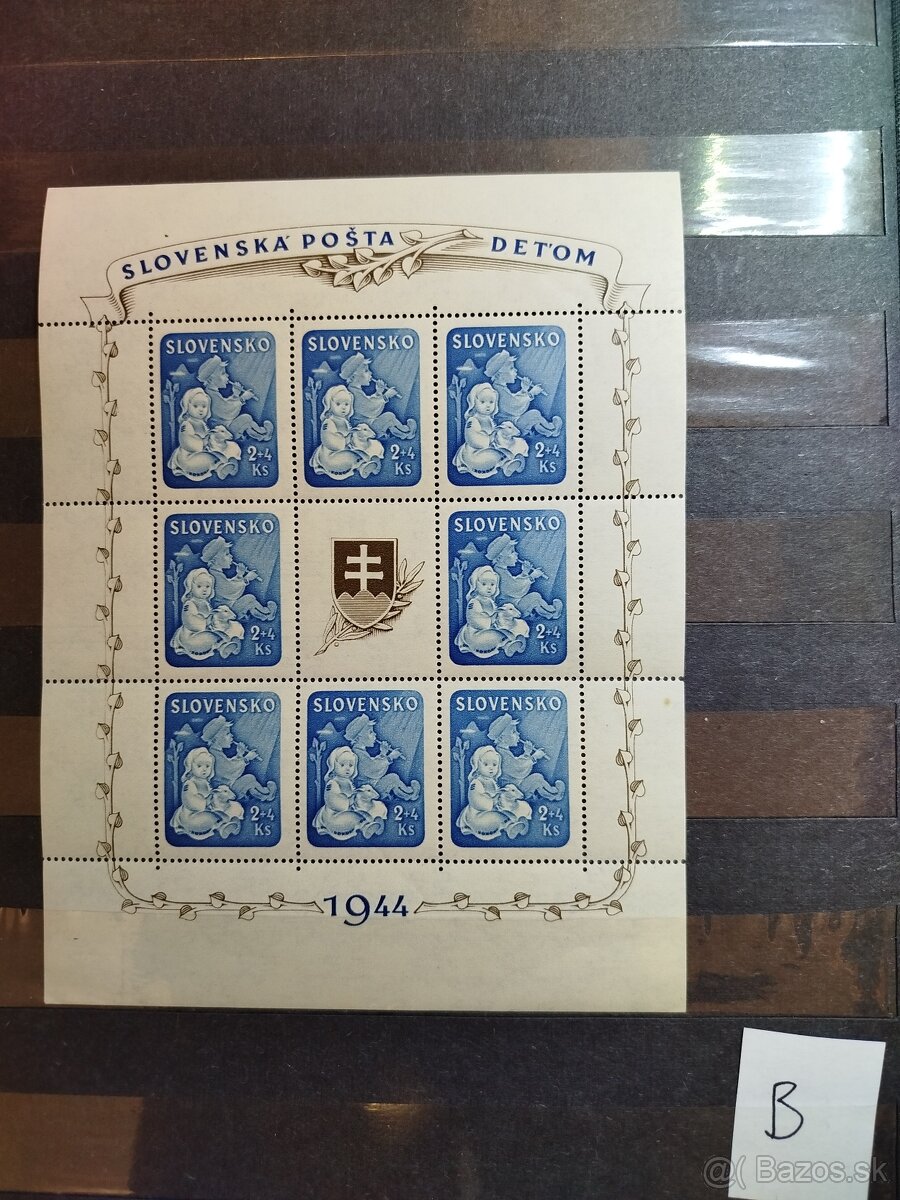 SLOVENSKÁ POŠTA DEŤOM
SLOVENSKO SLOVENSKO SLOVENSKO
2+4 2+4 2+4
Ks Ks Ks
SLOVENSKO SLOVENSKO
2+4 2+4
Ks Ks
SLOVENSKO SLOVENSKO SLOVENSKO
2+4 2+4 2+4
Ks Ks Ks
1944
B
@( Bazos.sk